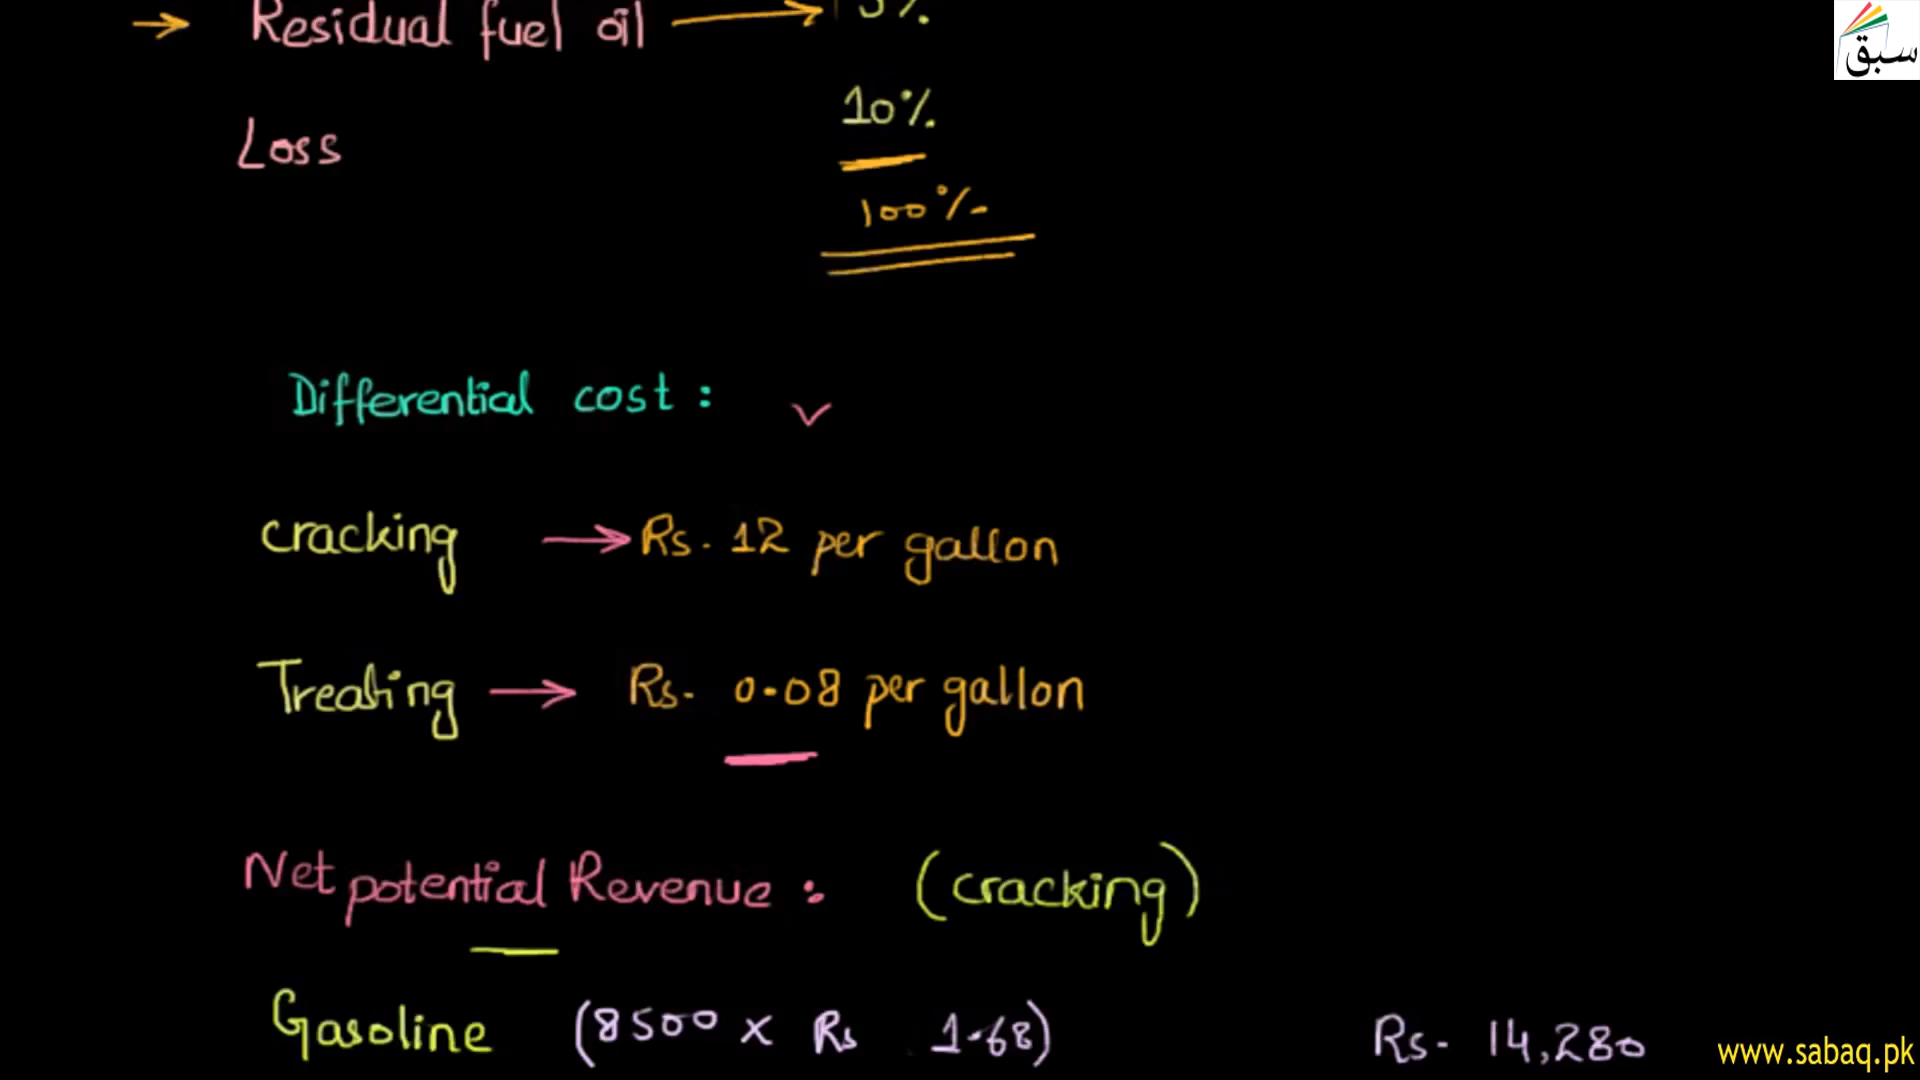 → Residual fuel oil → 5%.
سبق
10%.
Loss
100%
Differential cost :
cracking → Rs. 12 per gallon
Treating → Rs. 0.08 per gallon
Net potential Revenue : (cracking)
Gasoline (8500 x Rs 1.68) Rs. 14,280
www.sabaq.pk